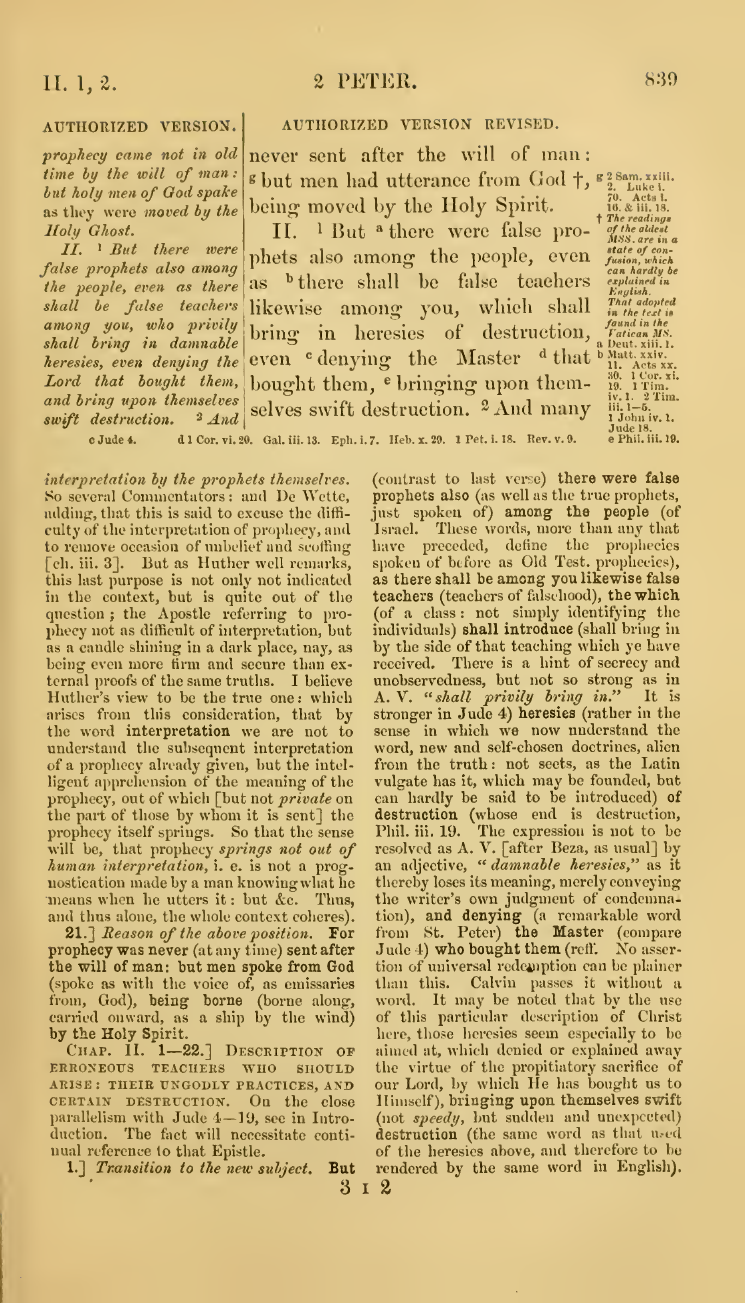 II. 1, 2.
2 PETER.
839
AUTHORIZED VERSION.
prophecy came not in old
time by the will of man :
but holy men of God spake
as they were moved by the
Holy Ghost.
II. 1 But there were
false prophets also among
the people, even as there
shall be false teachers
among you, who privily
shall bring in damnable
heresies, even denying the
Lord that bought them,
and bring upon themselves
swift destruction. 2 And
AUTHORIZED VERSION REVISED.
never sent after the will of man :
g but men had utterance from God †,
being moved by the Holy Spirit.
II. 1 But a there were false pro-
phets also among the people, even
as b there shall be false teachers
likewise among you, which shall
bring in heresies of destruction,
even c denying the Master d that
bought them, e bringing upon them-
selves swift destruction. 2 And many
g 2 Sam. xxiii.
2. Luke i.
70. Acts i.
16. & iii. 18.
† The readings
of the oldest
MSS. are in a
state of con-
fusion, which
can hardly be
explained in
English.
That adopted
in the text is
found in the
Vatican MS.
a Deut. xiii. 1.
b Matt. xxiv.
11. Acts xx.
30. 1 Cor. xi.
19. 1 Tim.
iv. 1. 2 Tim.
iii. 1—5.
1 John iv. 1.
Jude 18.
c Jude 4. d 1 Cor. vi. 20. Gal. iii. 13. Eph. i. 7. Heb. x. 29. 1 Pet. i. 18. Rev. v. 9. e Phil. iii. 19.
interpretation by the prophets themselves.
So several Commentators : and De Wette,
adding, that this is said to excuse the diffi-
culty of the interpretation of prophecy, and
to remove occasion of unbelief and scoffing
[ch. iii. 3]. But as Huther well remarks,
this last purpose is not only not indicated
in the context, but is quite out of the
question ; the Apostle referring to pro-
phecy not as difficult of interpretation, but
as a candle shining in a dark place, nay, as
being even more firm and secure than ex-
ternal proofs of the same truths. I believe
Huther's view to be the true one : which
arises from this consideration, that by
the word interpretation we are not to
understand the subsequent interpretation
of a prophecy already given, but the intel-
ligent apprehension of the meaning of the
prophecy, out of which [but not private on
the part of those by whom it is sent] the
prophecy itself springs. So that the sense
will be, that prophecy springs not out of
human interpretation, i. e. is not a prog-
nostication made by a man knowing what he
means when he utters it : but &c. Thus,
and thus alone, the whole context coheres).
21.] Reason of the above position. For
prophecy was never (at any time) sent after
the will of man: but men spoke from God
(spoke as with the voice of, as emissaries
from, God), being borne (borne along,
carried onward, as a ship by the wind)
by the Holy Spirit.
CHAP. II. 1—22.] DESCRIPTION OF
ERRONEOUS TEACHERS WHO SHOULD
ARISE : THEIR UNGODLY PRACTICES, AND
CERTAIN DESTRUCTION. On the close
parallelism with Jude 4—19, see in Intro-
duction. The fact will necessitate conti-
nual reference to that Epistle.
1.] Transition to the new subject. But
(contrast to last verse) there were false
prophets also (as well as the true prophets,
just spoken of) among the people (of
Israel. These words, more than any that
have preceded, define the prophecies
spoken of before as Old Test. prophecies),
as there shall be among you likewise false
teachers (teachers of falsehood), the which
(of a class : not simply identifying the
individuals) shall introduce (shall bring in
by the side of that teaching which ye have
received. There is a hint of secrecy and
unobservedness, but not so strong as in
A. V. “shall privily bring in.” It is
stronger in Jude 4) heresies (rather in the
sense in which we now understand the
word, new and self-chosen doctrines, alien
from the truth : not sects, as the Latin
vulgate has it, which may be founded, but
can hardly be said to be introduced) of
destruction (whose end is destruction,
Phil. iii. 19. The expression is not to be
resolved as A. V. [after Beza, as usual] by
an adjective, “damnable heresies,” as it
thereby loses its meaning, merely conveying
the writer's own judgment of condemna-
tion), and denying (a remarkable word
from St. Peter) the Master (compare
Jude 4) who bought them (reff. No asser-
tion of universal redemption can be plainer
than this. Calvin passes it without a
word. It may be noted that by the use
of this particular description of Christ
here, those heresies seem especially to be
aimed at, which denied or explained away
the virtue of the propitiatory sacrifice of
our Lord, by which He has bought us to
Himself), bringing upon themselves swift
(not speedy, but sudden and unexpected)
destruction (the same word as that used
of the heresies above, and therefore to be
rendered by the same word in English).
3 I 2